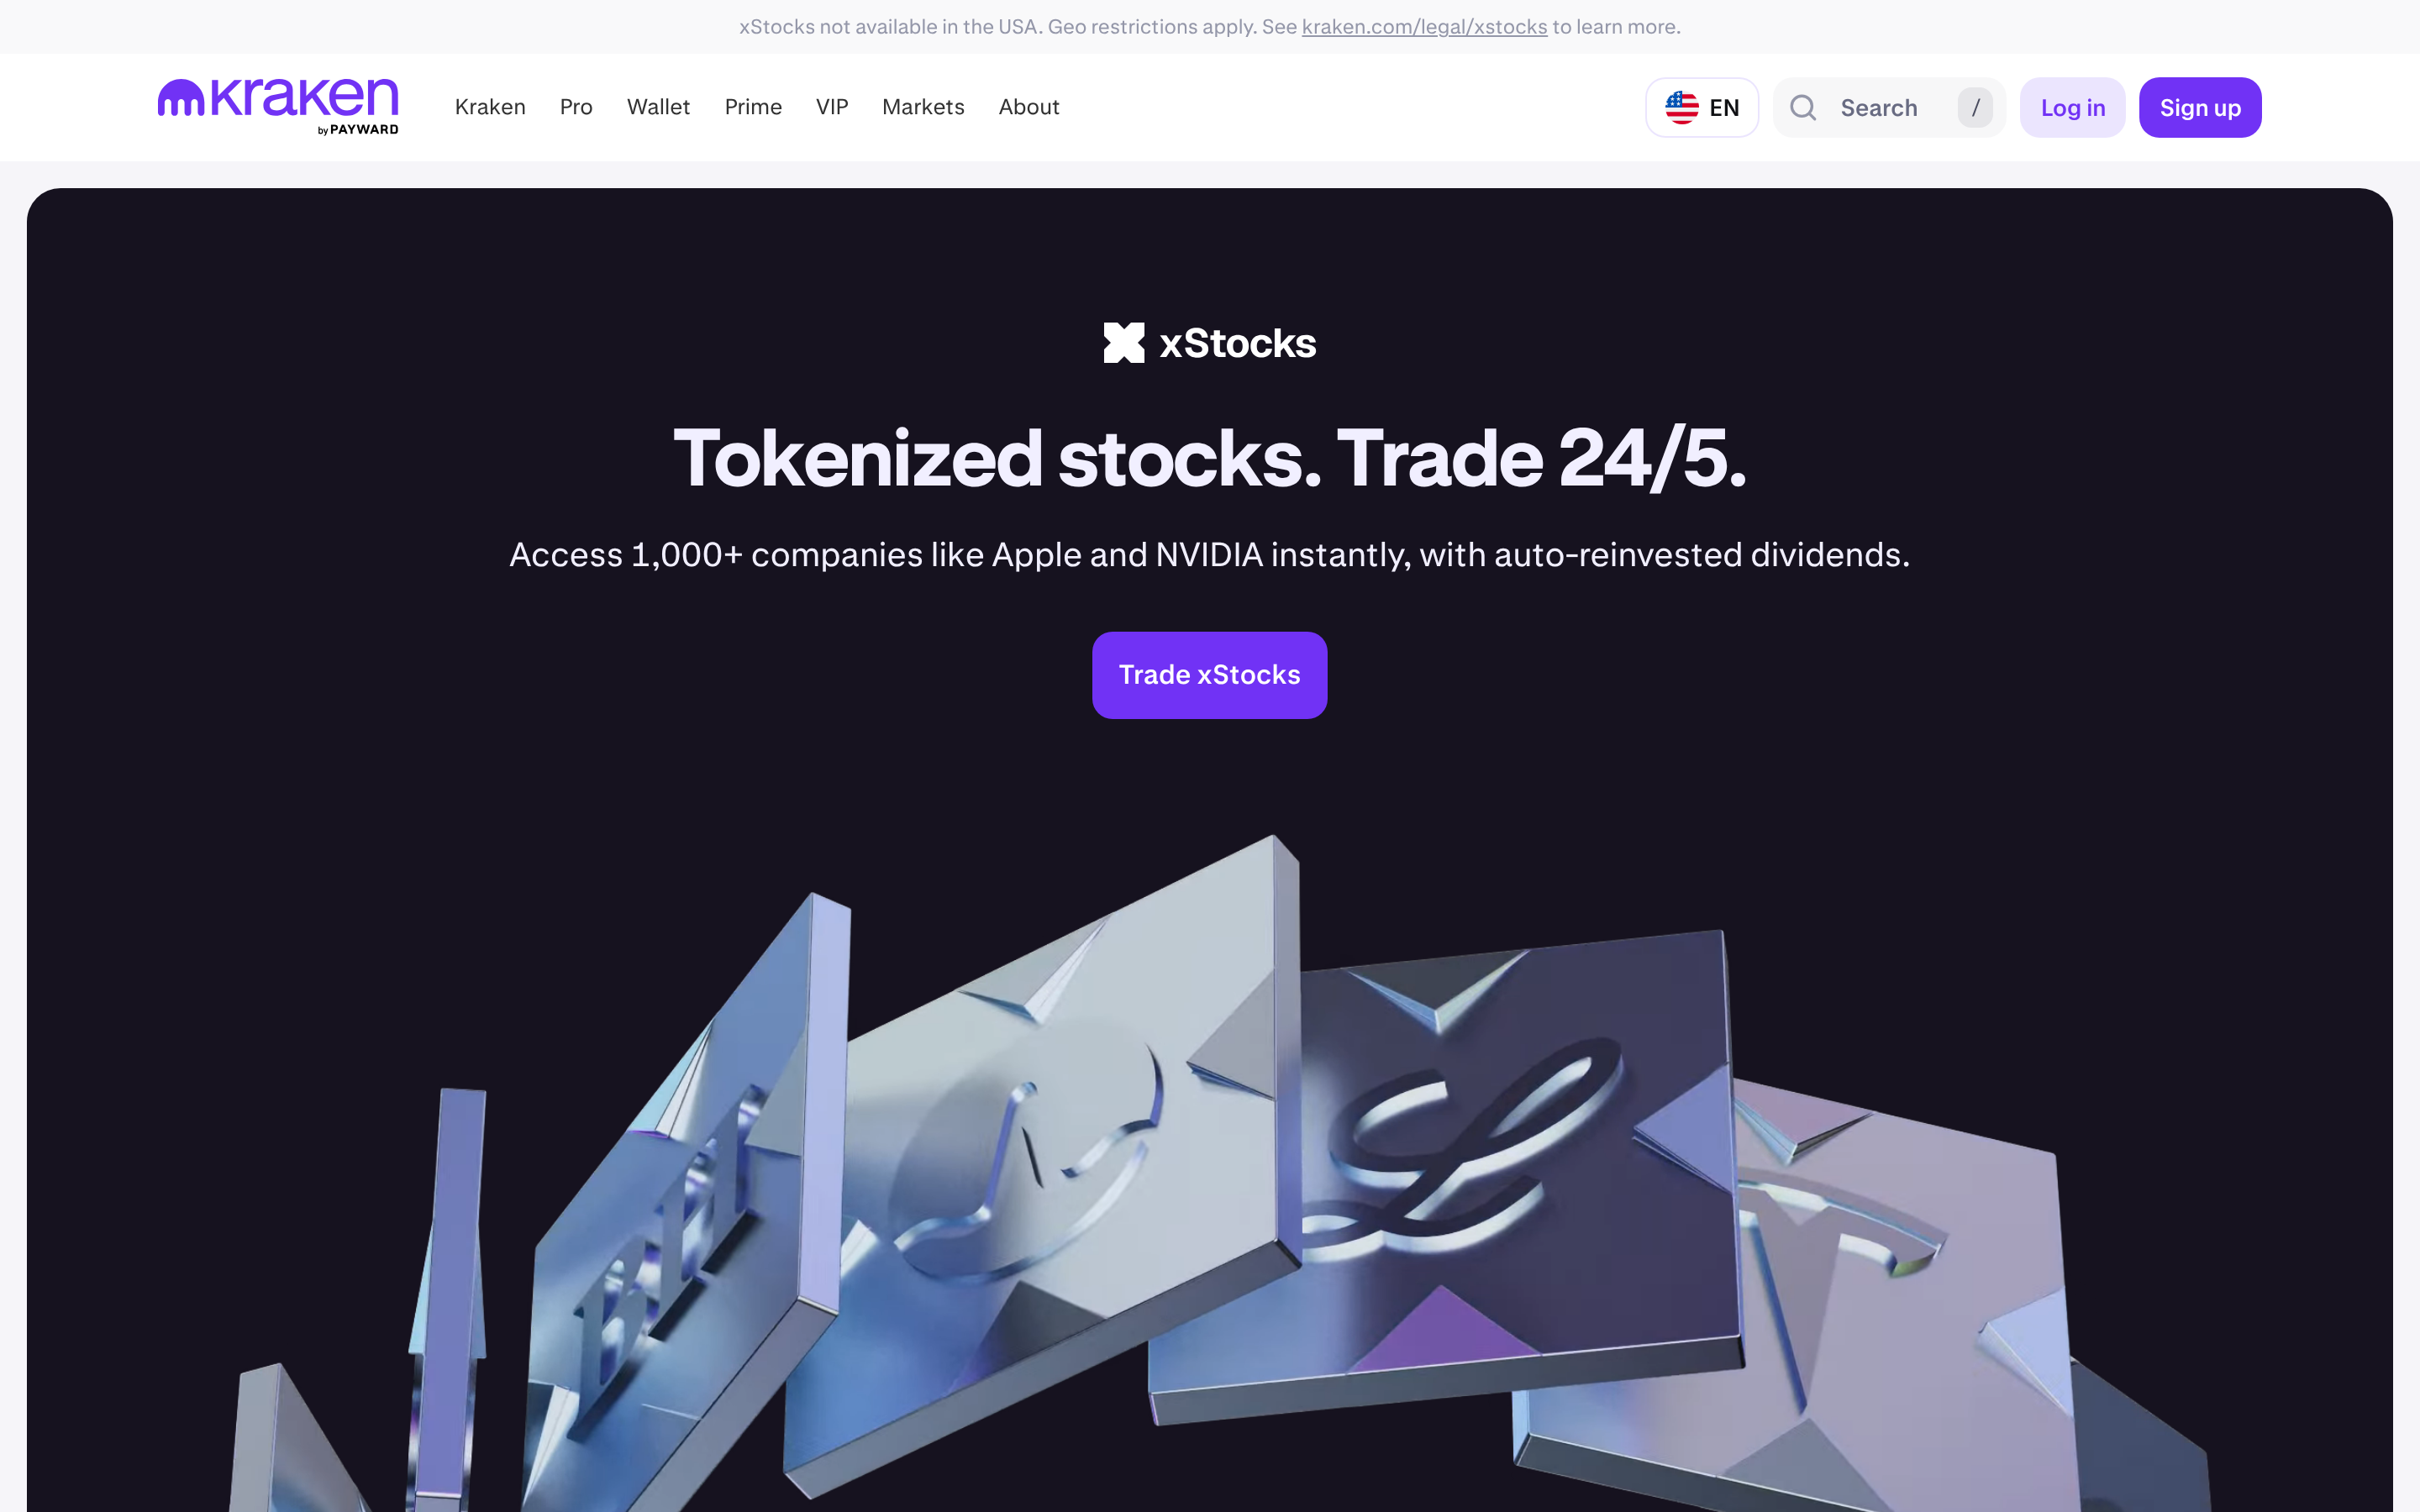 xStocks not available in the USA. Geo restrictions apply. See kraken.com/legal/xstocks to learn more.
kraken
by PAYWARD
Kraken Pro Wallet Prime VIP Markets About
EN
Search /
Log in
Sign up
xStocks
Tokenized stocks. Trade 24/5.
Access 1,000+ companies like Apple and NVIDIA instantly, with auto-reinvested dividends.
Trade xStocks